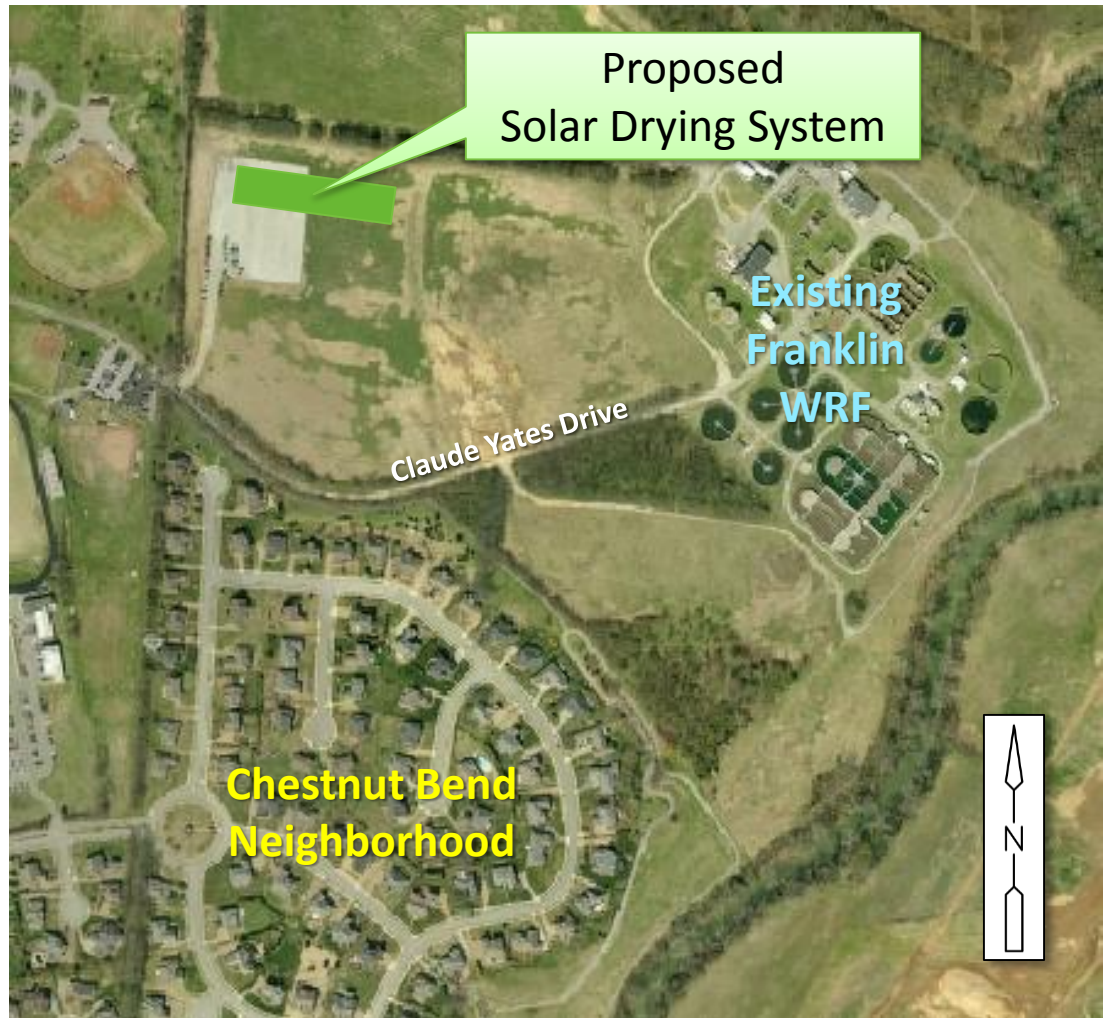 Proposed
Solar Drying System
Existing
Franklin
WRF
Claude Yates Drive
Chestnut Bend
Neighborhood
N